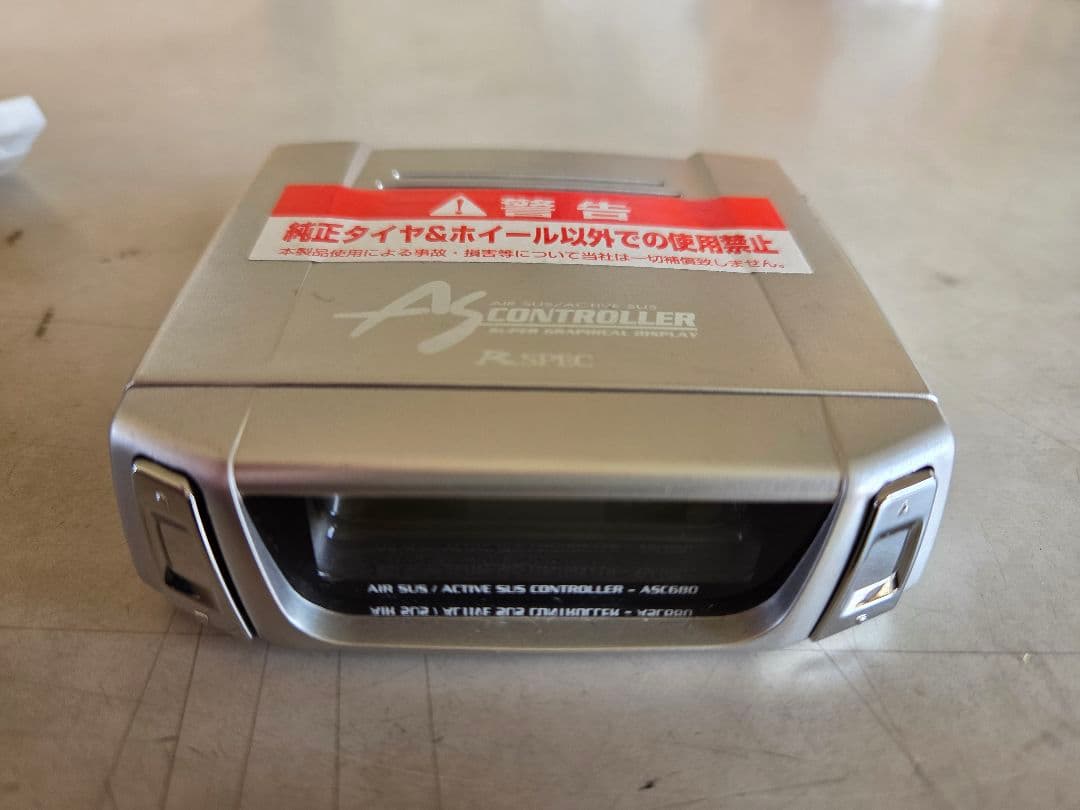 警告
純正タイヤ&ホイール以外での使用禁止
本製品使用による事故・損害等について当社は一切補償致しません。
AIR SUS/ACTIVE SUS
AS CONTROLLER
SUPER GRAPHICAL DISPLAY
R SPEC
AIR SUS / ACTIVE SUS CONTROLLER - ASC680